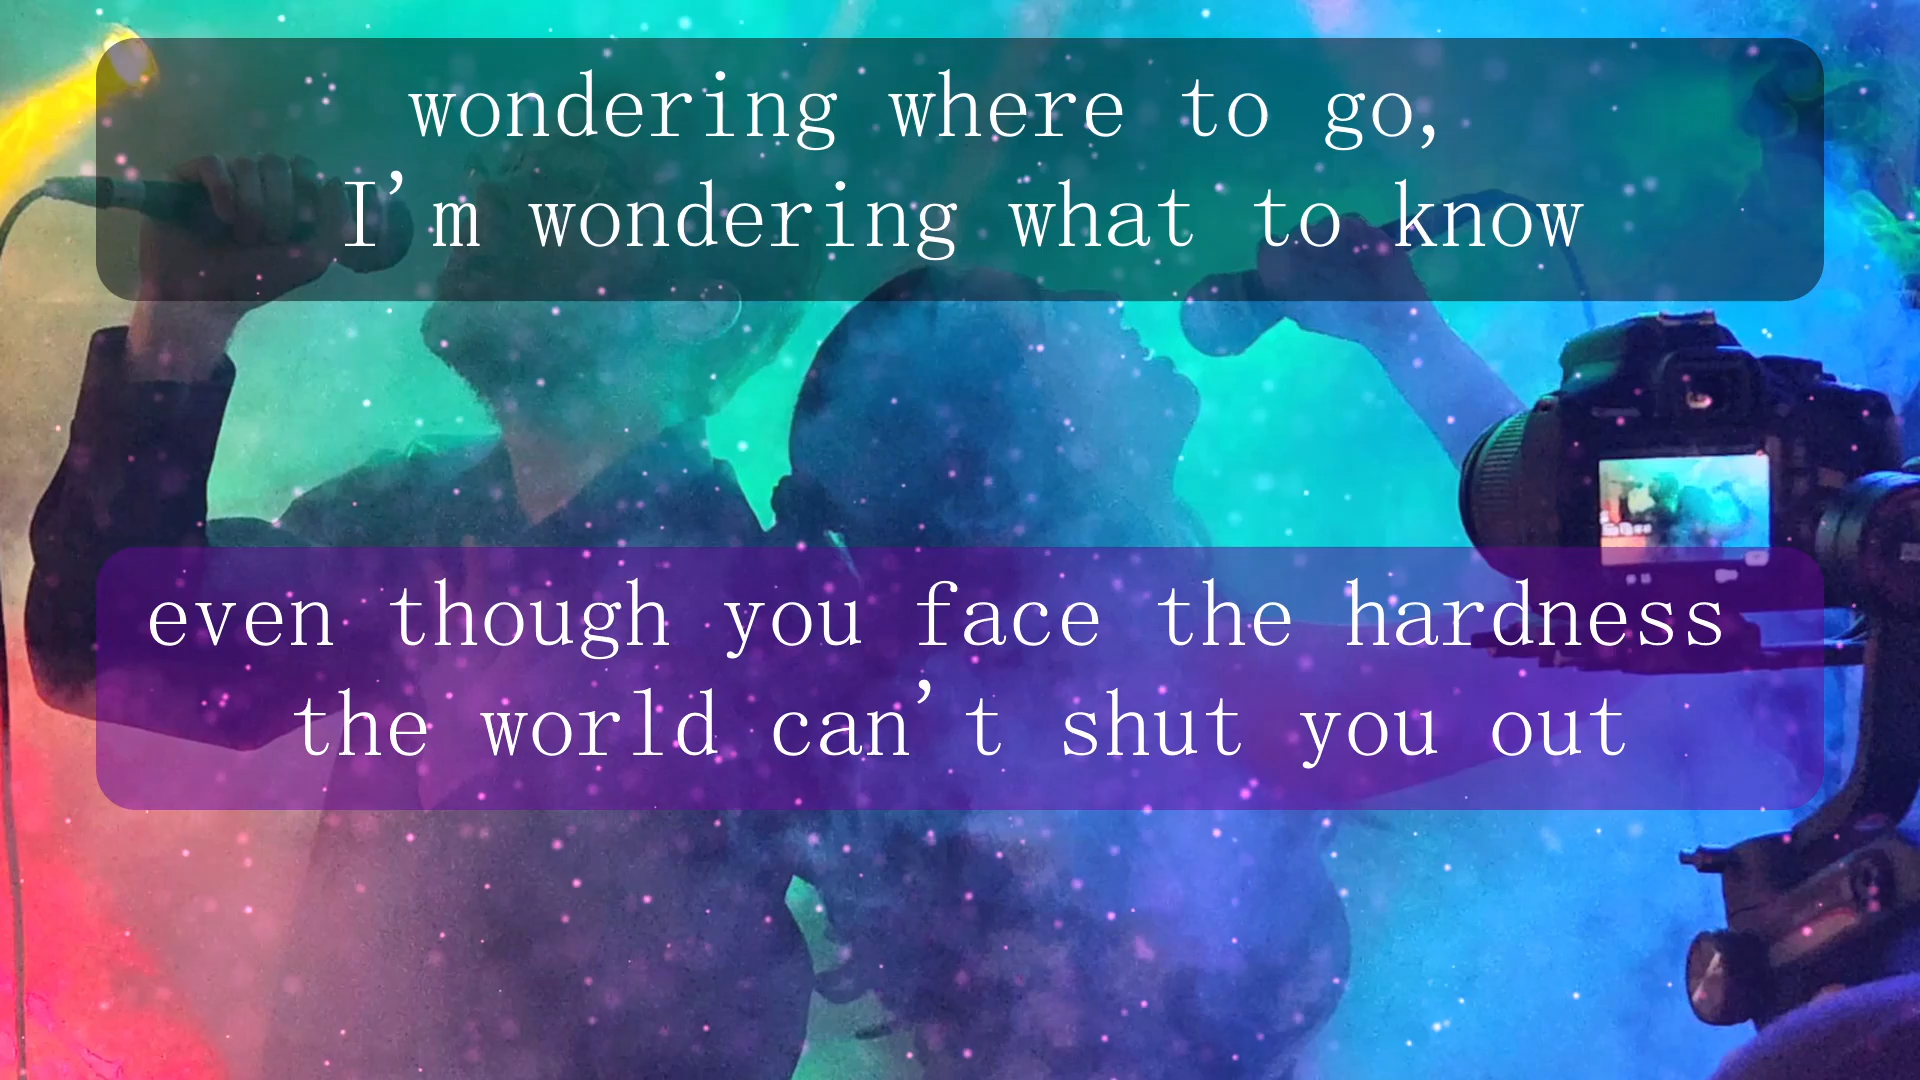 wondering where to go,
I'm wondering what to know
even though you face the hardness
the world can't shut you out